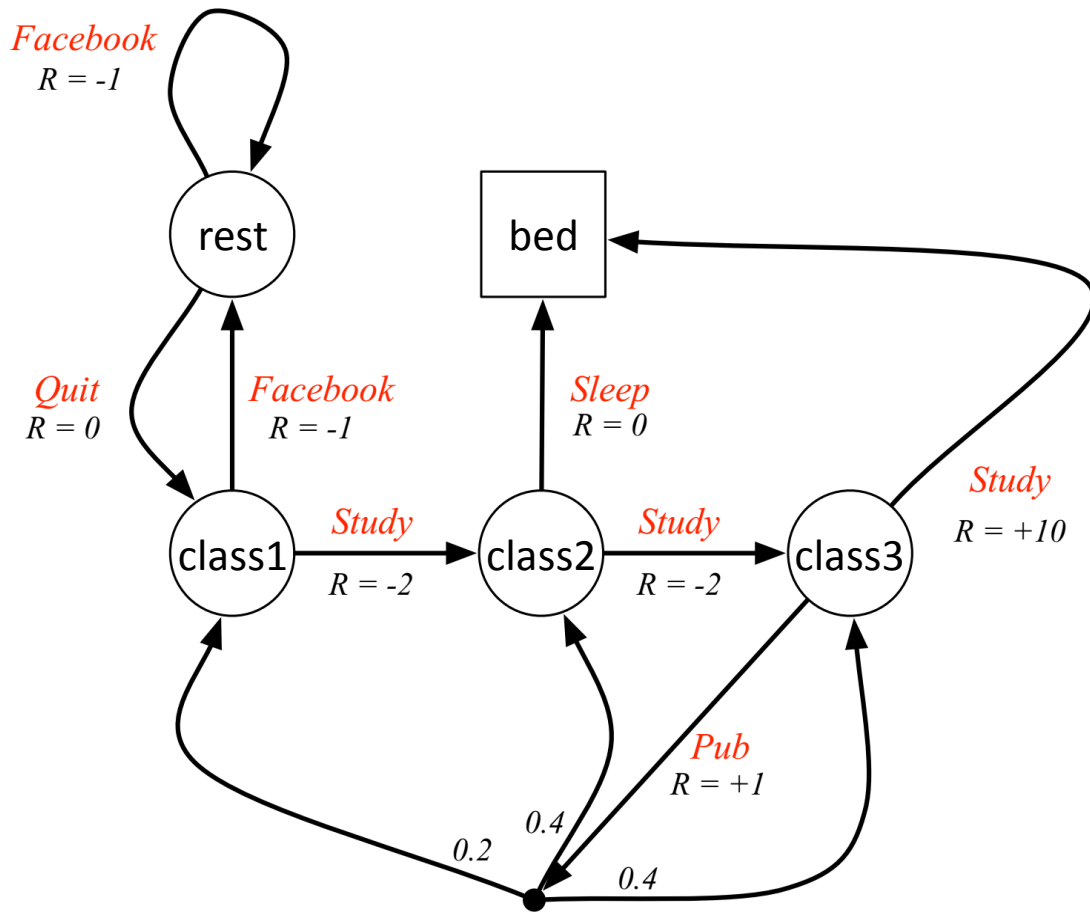 Facebook
R = -1
rest
bed
Quit
R = 0
Facebook
R = -1
Sleep
R = 0
Study
R = +10
class1
Study
R = -2
class2
Study
R = -2
class3
Pub
R = +1
0.2
0.4
0.4